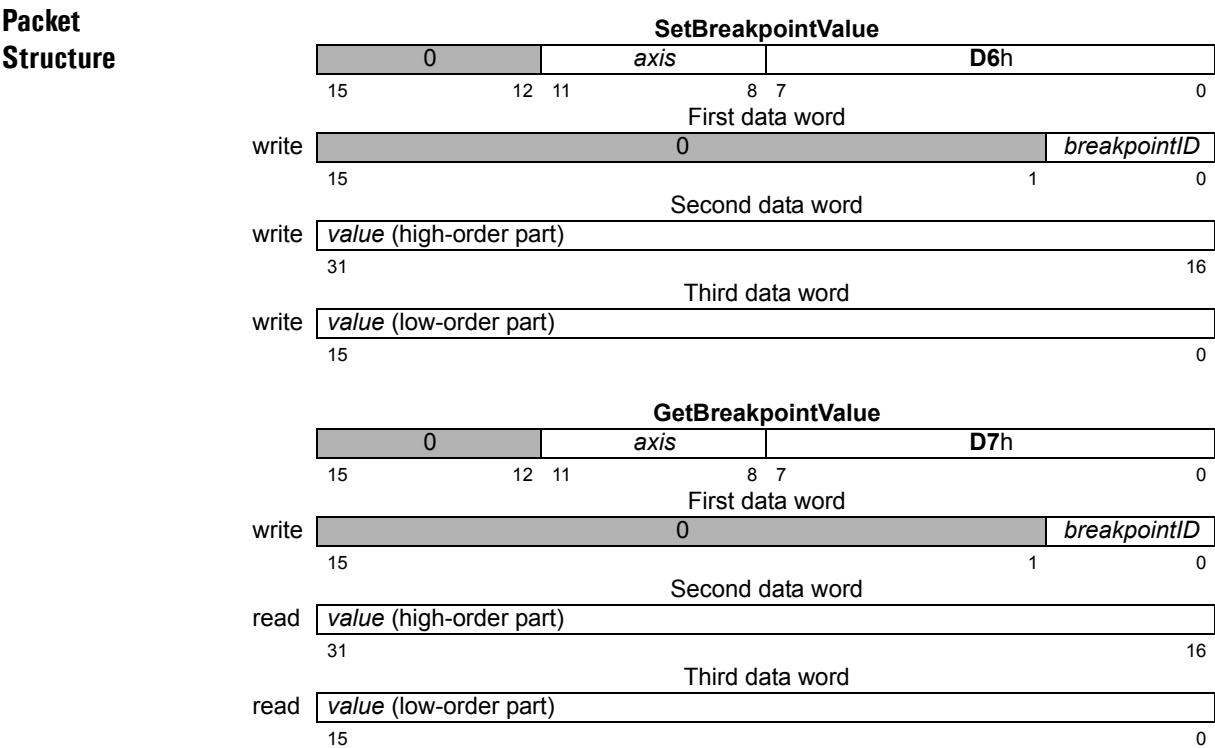 Packet
Structure
SetBreakpointValue
0 axis D6h
15 12 11 8 7 0
First data word
write 0 breakpointID
15 1 0
Second data word
write value (high-order part)
31 16
Third data word
write value (low-order part)
15 0
GetBreakpointValue
0 axis D7h
15 12 11 8 7 0
First data word
write 0 breakpointID
15 1 0
Second data word
read value (high-order part)
31 16
Third data word
read value (low-order part)
15 0